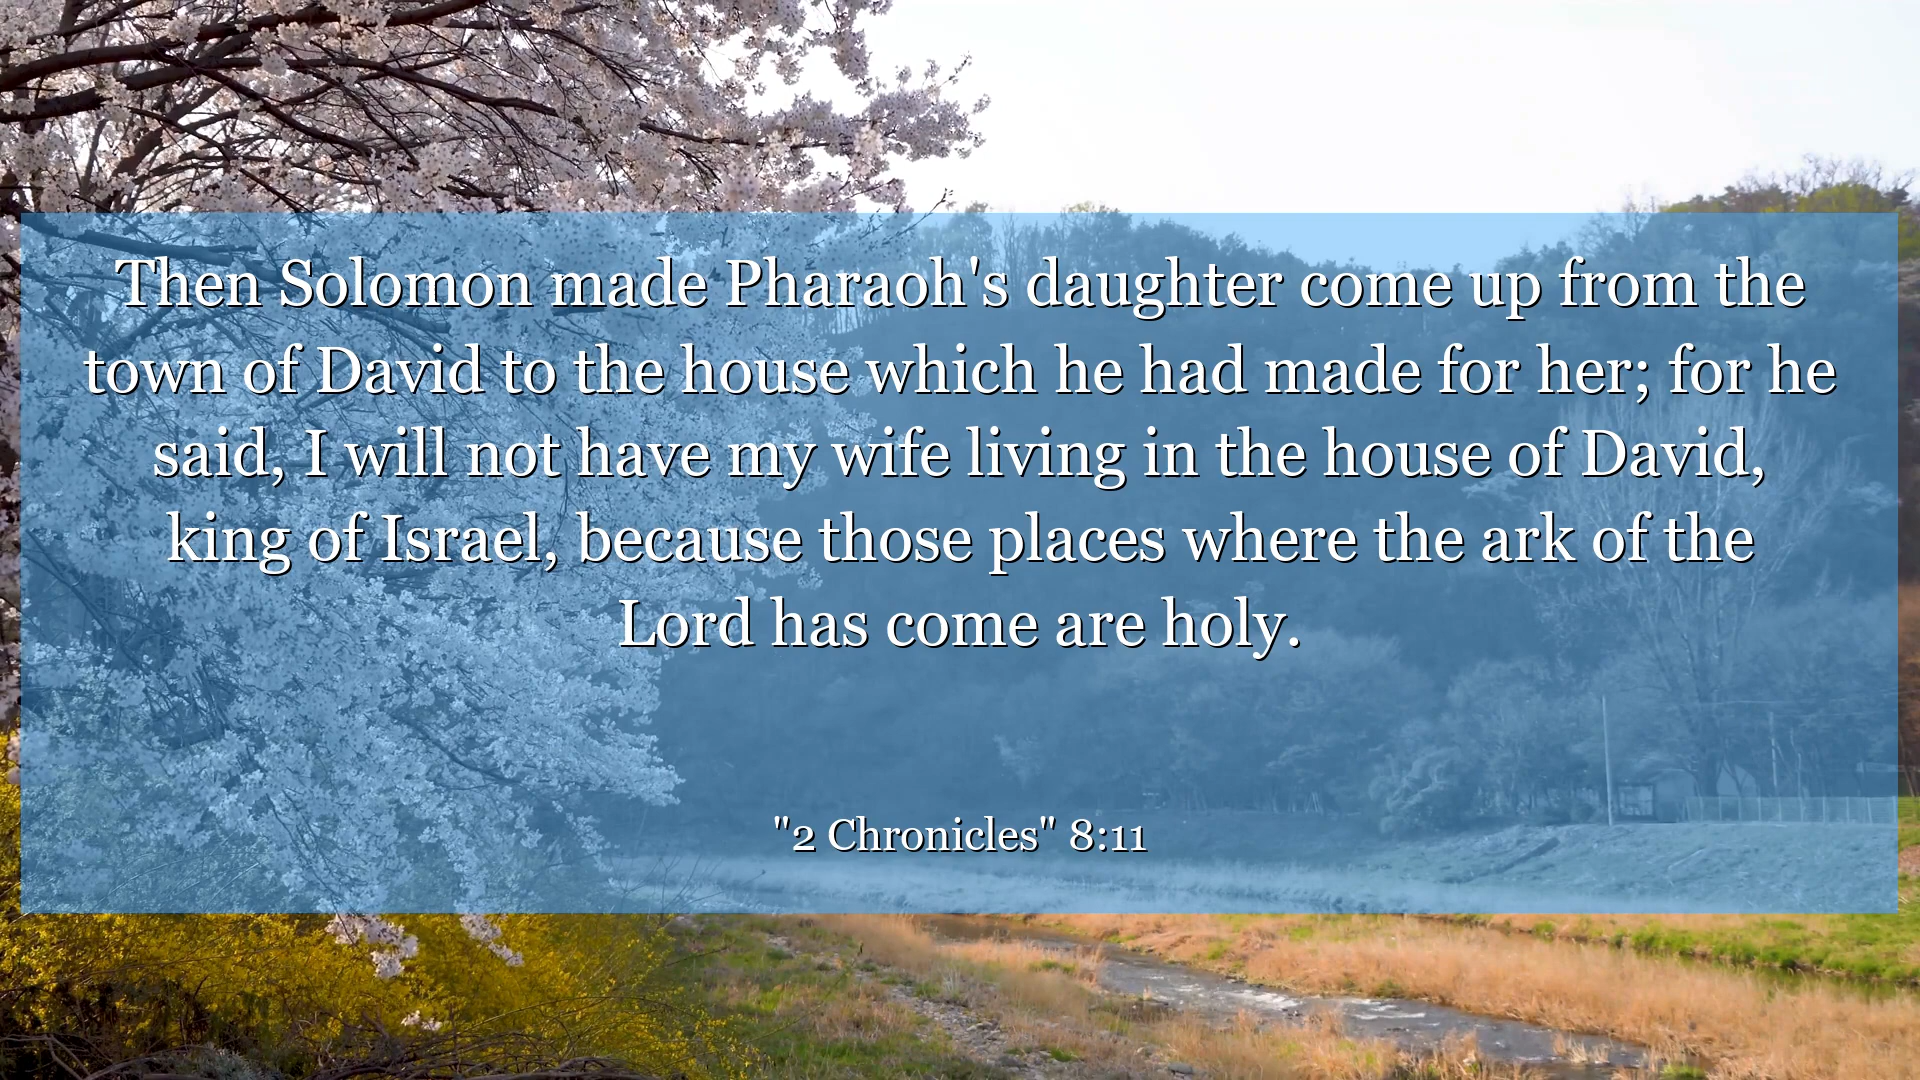 Then Solomon made Pharaoh's daughter come up from the
town of David to the house which he had made for her; for he
said, I will not have my wife living in the house of David,
king of Israel, because those places where the ark of the
Lord has come are holy.
"2 Chronicles" 8:11